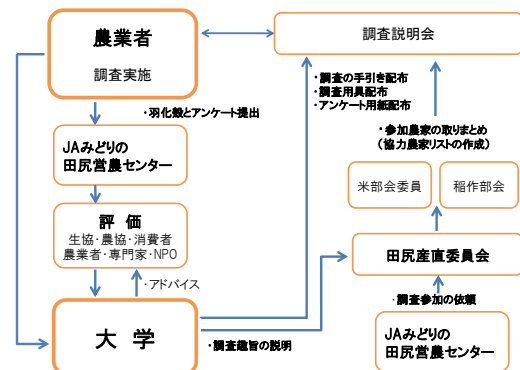 農業者
調査実施
調査説明会
・調査の手引き配布
・調査用具配布
・アンケート用紙配布
・羽化殻とアンケート提出
・参加農家の取りまとめ
(協力農家リストの作成)
JAみどりの
田尻営農センター
米部会委員
稲作部会
評 価
生協・農協・消費者
農業者・専門家・NPO
田尻産直委員会
・アドバイス
・調査参加の依頼
大 学
・調査趣旨の説明
JAみどりの
田尻営農センター